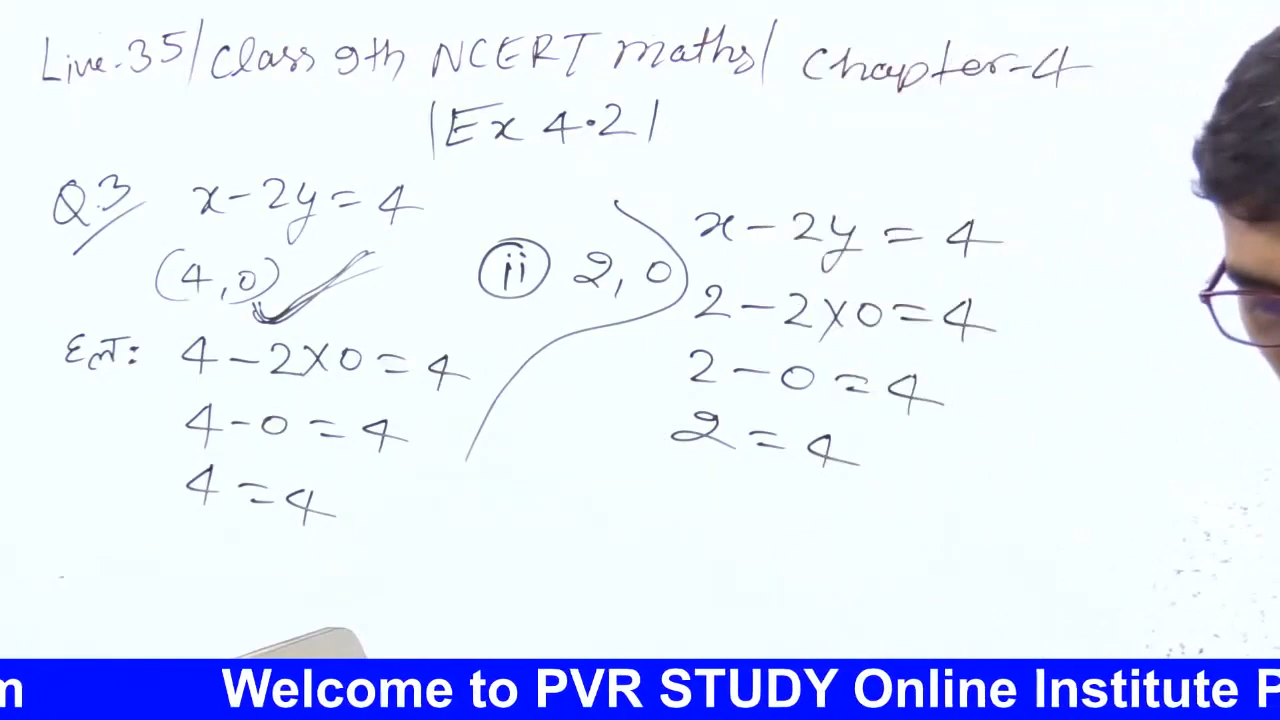 Live-35/Class 9th NCERT maths/ Chapter-4
|Ex 4.2|
Q.3 x-2y=4
(4,0)
हल: 4-2×0=4
4-0=4
4=4
ii 2,0
x-2y=4
2-2×0=4
2-0=4
2=4
m Welcome to PVR STUDY Online Institute P